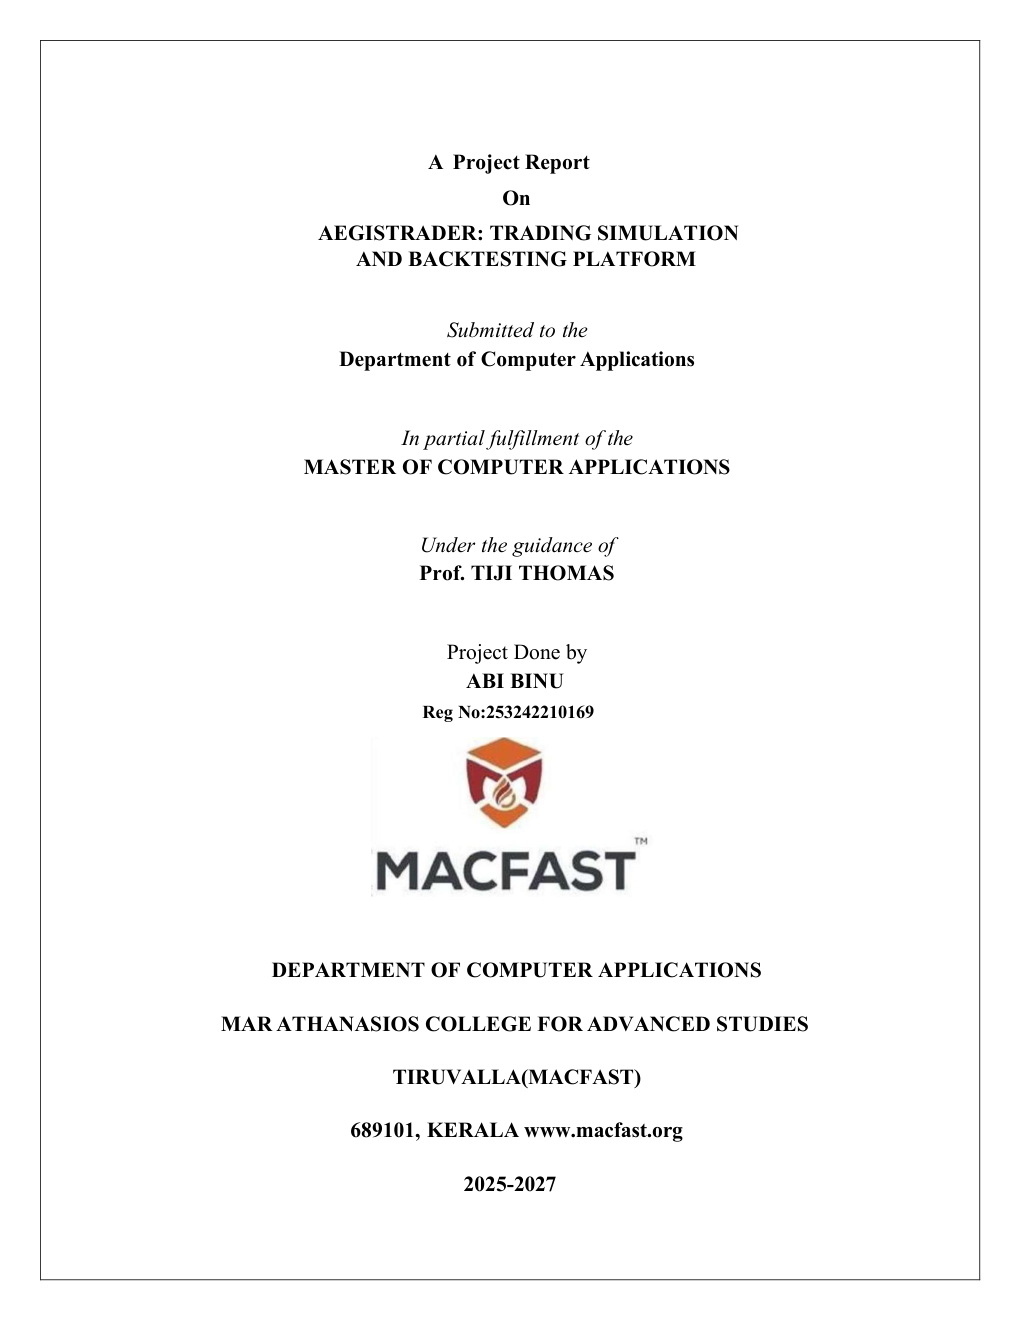 A Project Report
On
AEGISTRADER: TRADING SIMULATION
AND BACKTESTING PLATFORM
Submitted to the
Department of Computer Applications
In partial fulfillment of the
MASTER OF COMPUTER APPLICATIONS
Under the guidance of
Prof. TIJI THOMAS
Project Done by
ABI BINU
Reg No:253242210169
MACFAST™
DEPARTMENT OF COMPUTER APPLICATIONS
MAR ATHANASIOS COLLEGE FOR ADVANCED STUDIES
TIRUVALLA(MACFAST)
689101, KERALA www.macfast.org
2025-2027